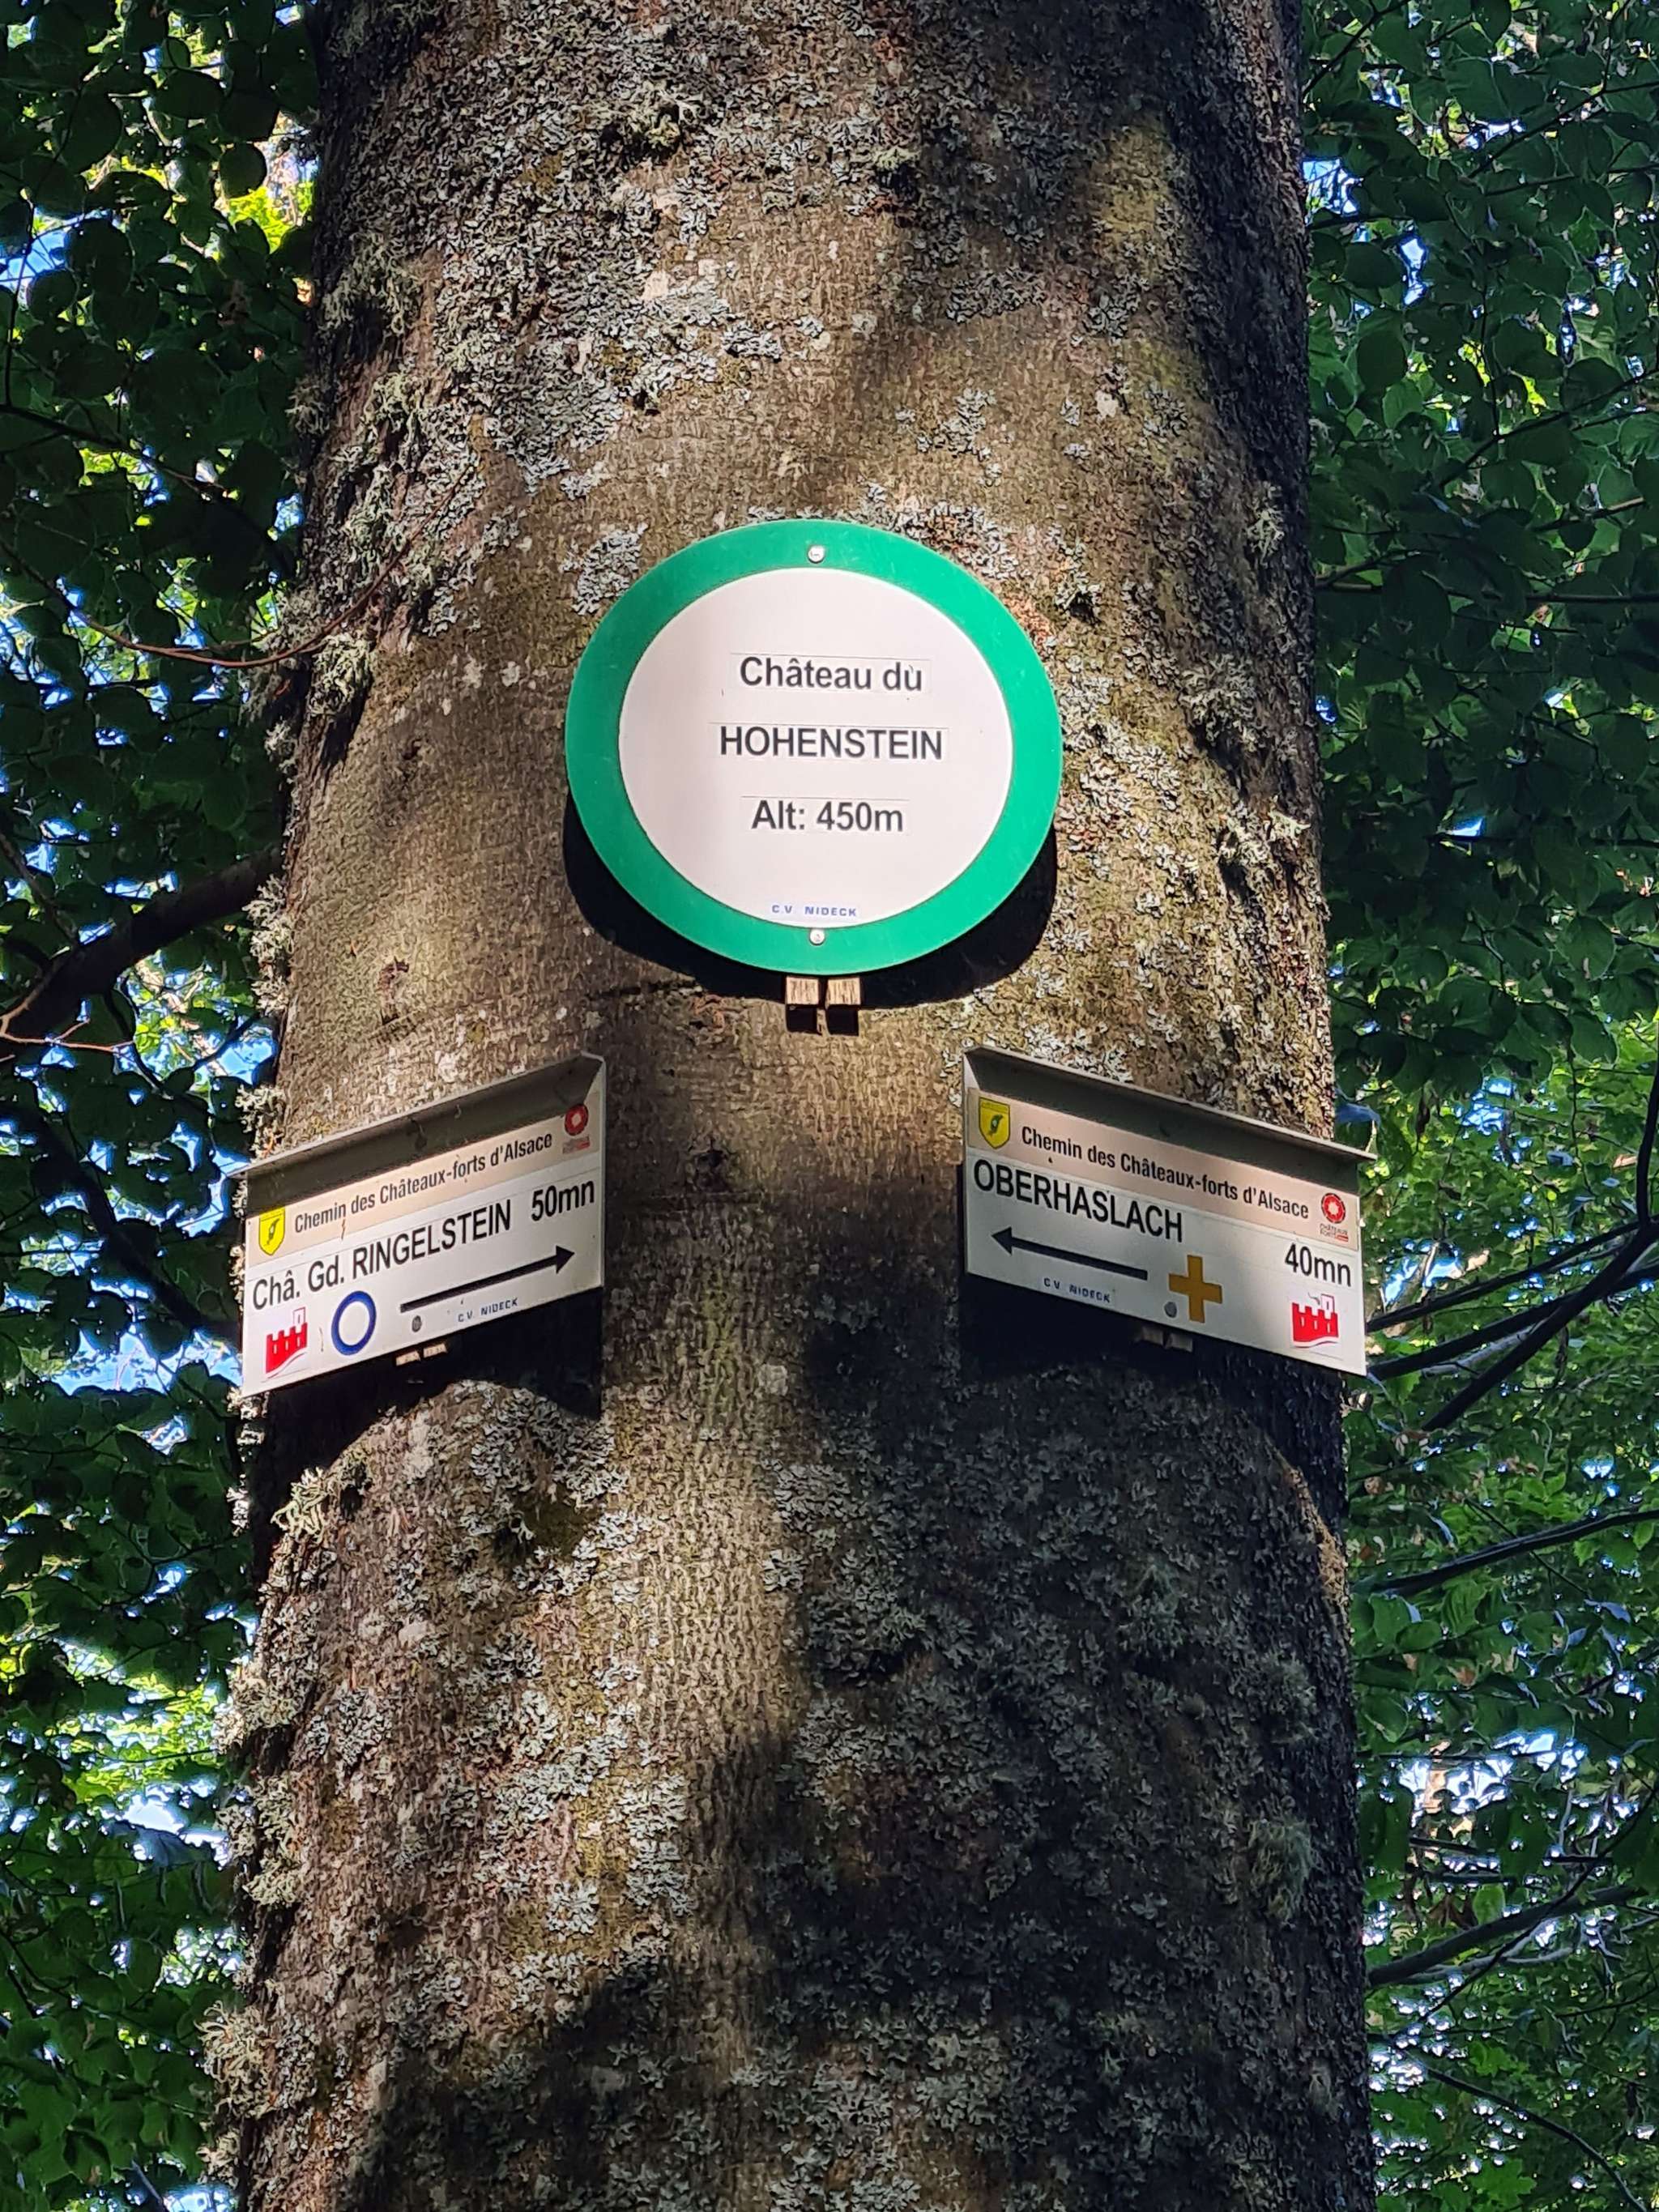 Château du
HOHENSTEIN
Alt: 450m
C.V. NIDECK
Chemin des Châteaux-forts d'Alsace
Châ. Gd. RINGELSTEIN 50mn
C.V. NIDECK
Chemin des Châteaux-forts d'Alsace
OBERHASLACH
40mn
C.V. NIDECK